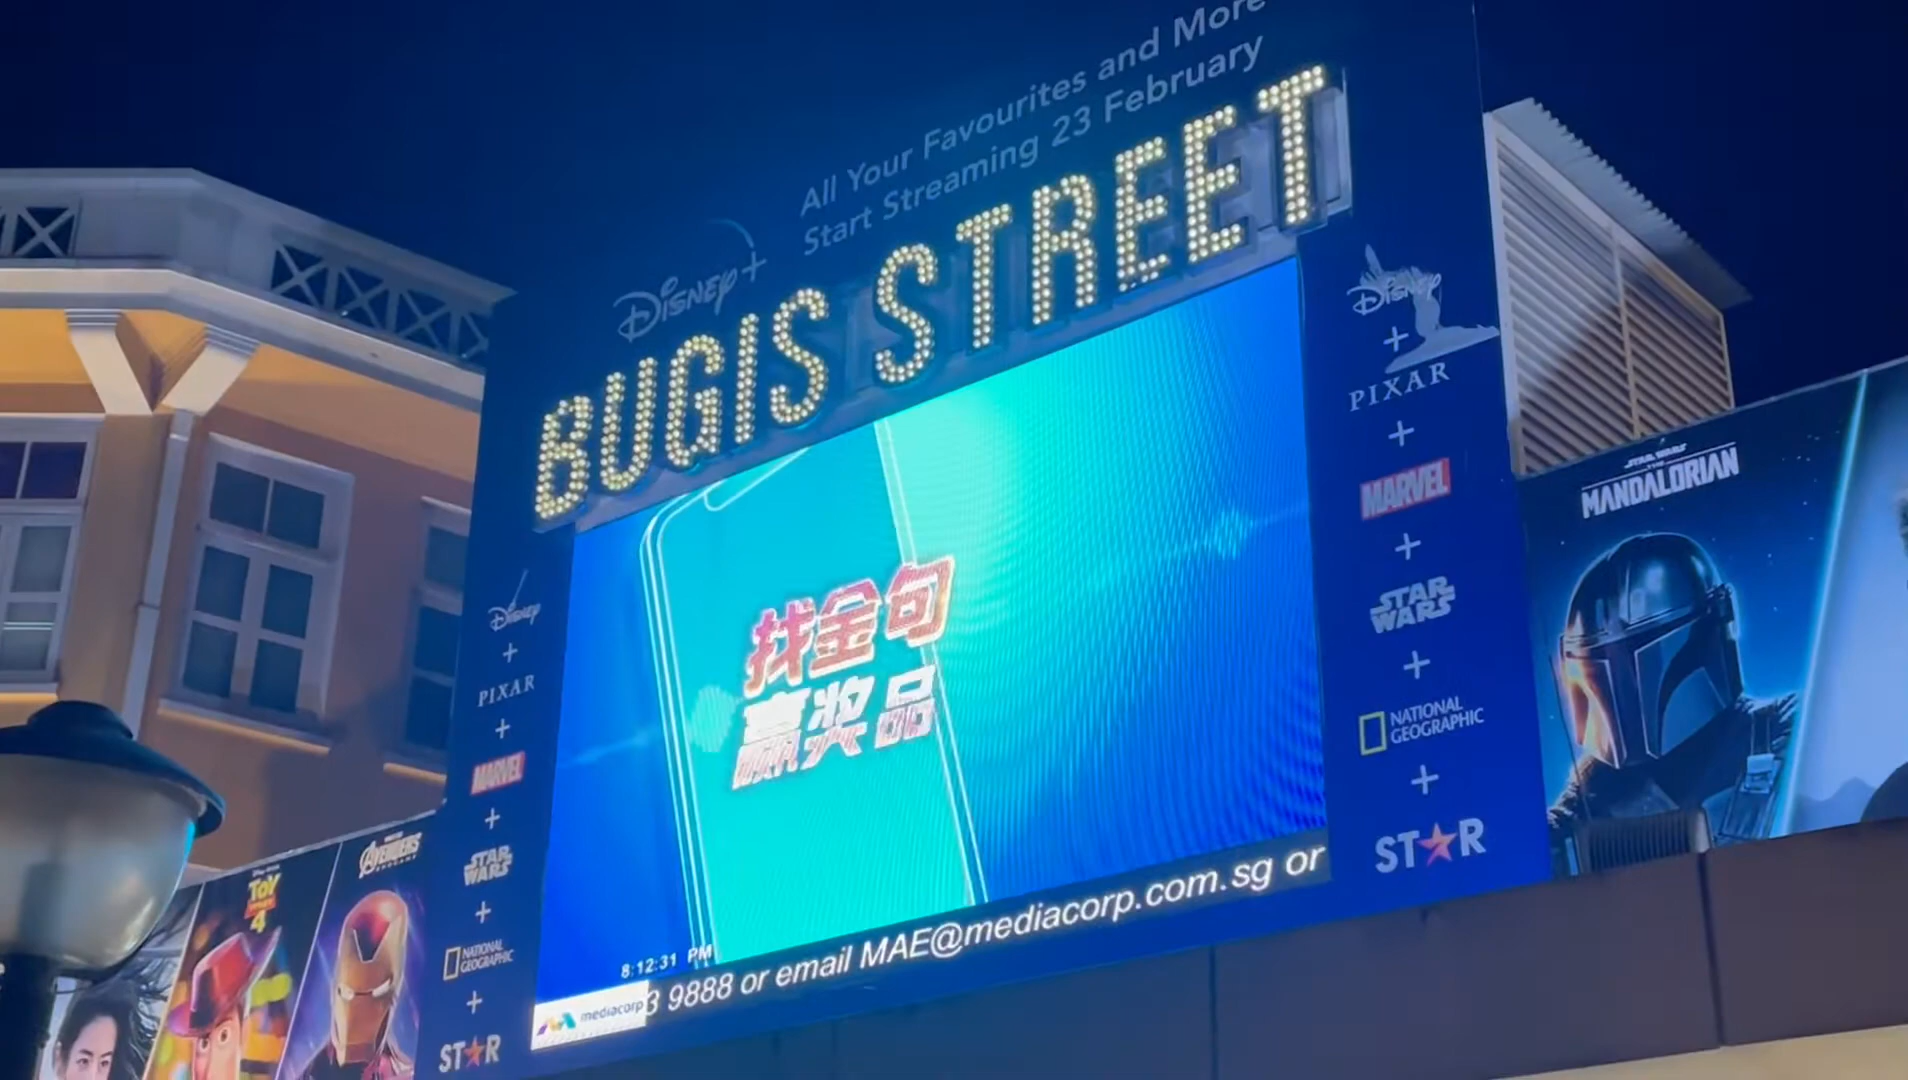 All Your Favourites and More
Start Streaming 23 February
Disney+
BUGIS STREET
找金句
赢奖品
8:12:31 PM
mediacorp
3 9888 or email MAE@mediacorp.com.sg or
Disney
+
PIXAR
+
MARVEL
+
STAR
WARS
+
NATIONAL
GEOGRAPHIC
+
STAR
Disney
+
PIXAR
+
MARVEL
+
STAR
WARS
+
NATIONAL
GEOGRAPHIC
+
STAR
STAR WARS
THE
MANDALORIAN
TOY
STORY
4
AVENGERS
ENDGAME